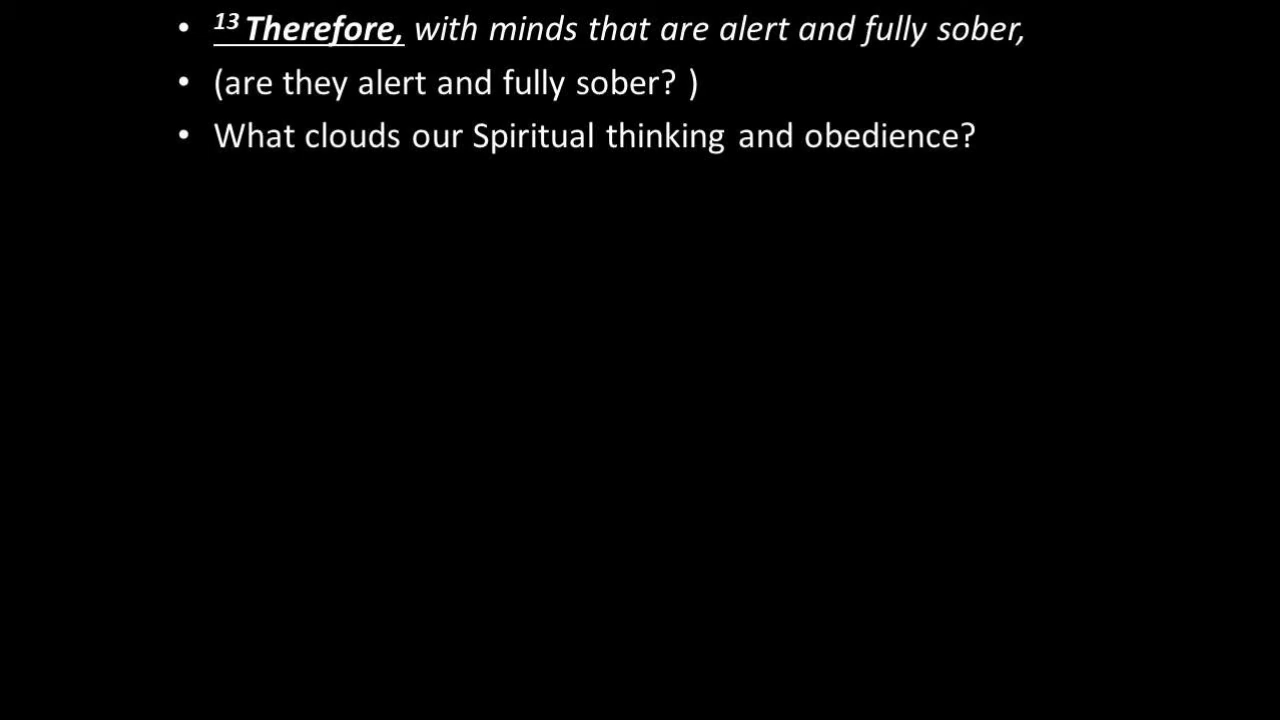 • 13 Therefore, with minds that are alert and fully sober,
• (are they alert and fully sober? )
• What clouds our Spiritual thinking and obedience?